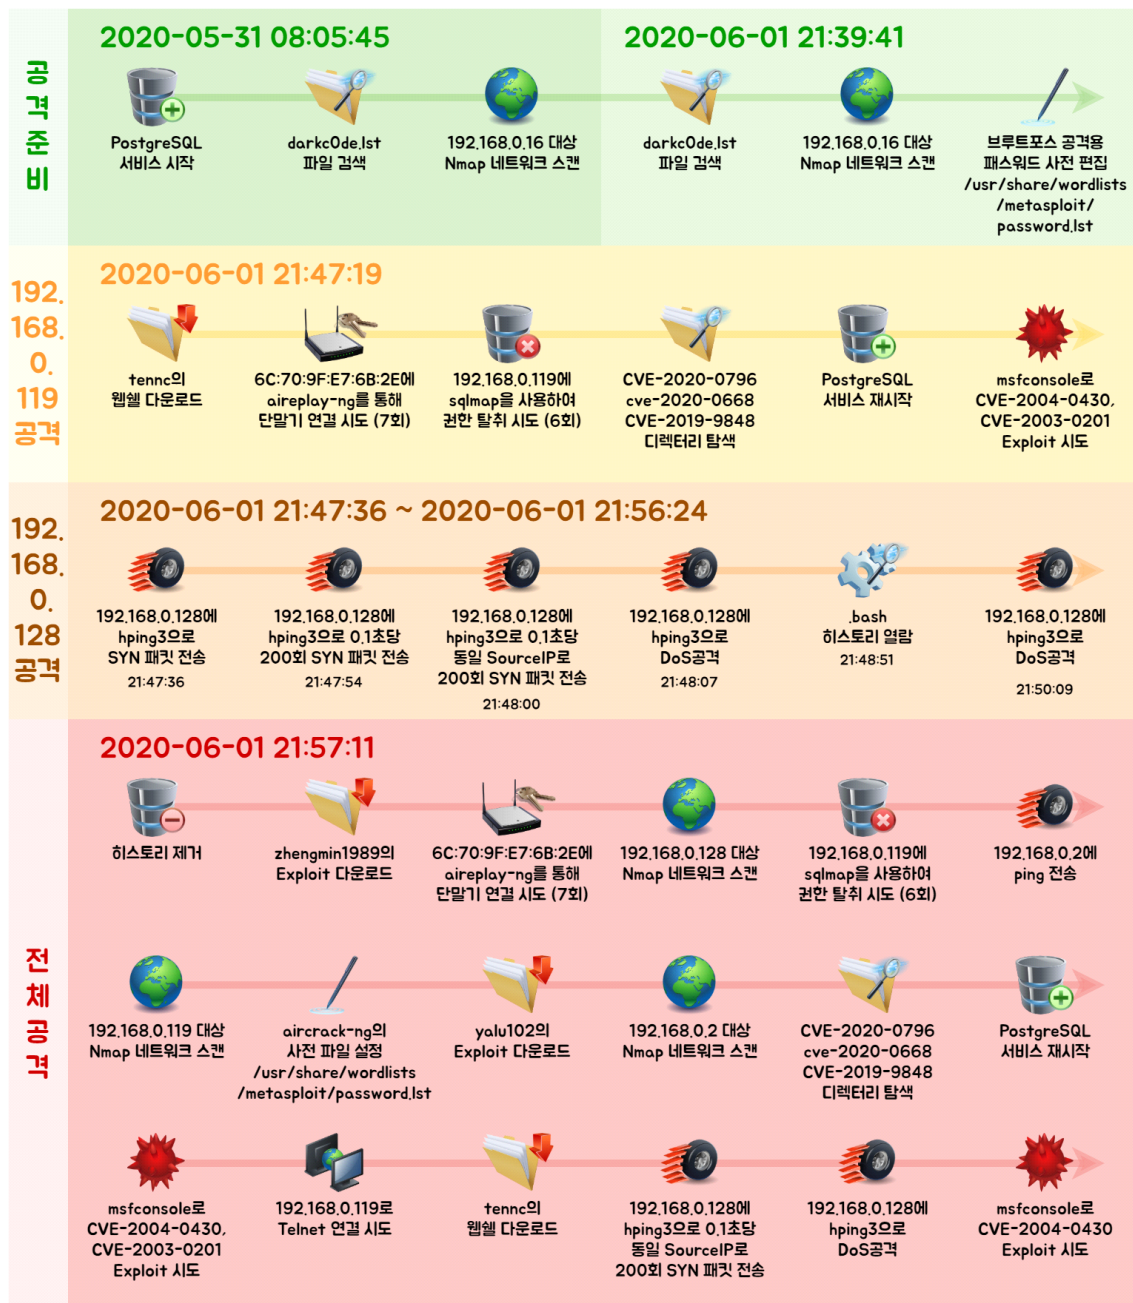 공
격
준
비
2020-05-31 08:05:45
PostgreSQL
서비스 시작
darkc0de.lst
파일 검색
192.168.0.16 대상
Nmap 네트워크 스캔
2020-06-01 21:39:41
darkc0de.lst
파일 검색
192.168.0.16 대상
Nmap 네트워크 스캔
브루트포스 공격용
패스워드 사전 편집
/usr/share/wordlists
/metasploit/
password.lst
192.
168.
0.
119
공격
2020-06-01 21:47:19
tennc의
웹쉘 다운로드
6C:70:9F:E7:6B:2E에
aireplay-ng를 통해
단말기 연결 시도 (7회)
192.168.0.119에
sqlmap을 사용하여
권한 탈취 시도 (6회)
CVE-2020-0796
cve-2020-0668
CVE-2019-9848
디렉터리 탐색
PostgreSQL
서비스 재시작
msfconsole로
CVE-2004-0430,
CVE-2003-0201
Exploit 시도
192.
168.
0.
128
공격
2020-06-01 21:47:36 ~ 2020-06-01 21:56:24
192.168.0.128에
hping3으로
SYN 패킷 전송
21:47:36
192.168.0.128에
hping3으로 0.1초당
200회 SYN 패킷 전송
21:47:54
192.168.0.128에
hping3으로 0.1초당
동일 SourceIP로
200회 SYN 패킷 전송
21:48:00
192.168.0.128에
hping3으로
DoS공격
21:48:07
.bash
히스토리 열람
21:48:51
192.168.0.128에
hping3으로
DoS공격
21:50:09
전
체
공
격
2020-06-01 21:57:11
히스토리 제거
zhengmin1989의
Exploit 다운로드
6C:70:9F:E7:6B:2E에
aireplay-ng를 통해
단말기 연결 시도 (7회)
192.168.0.128 대상
Nmap 네트워크 스캔
192.168.0.119에
sqlmap을 사용하여
권한 탈취 시도 (6회)
192.168.0.2에
ping 전송
192.168.0.119 대상
Nmap 네트워크 스캔
aircrack-ng의
사전 파일 설정
/usr/share/wordlists
/metasploit/password.lst
yalu102의
Exploit 다운로드
192.168.0.2 대상
Nmap 네트워크 스캔
CVE-2020-0796
cve-2020-0668
CVE-2019-9848
디렉터리 탐색
PostgreSQL
서비스 재시작
msfconsole로
CVE-2004-0430,
CVE-2003-0201
Exploit 시도
192.168.0.119로
Telnet 연결 시도
tennc의
웹쉘 다운로드
192.168.0.128에
hping3으로 0.1초당
동일 SourceIP로
200회 SYN 패킷 전송
192.168.0.128에
hping3으로
DoS공격
msfconsole로
CVE-2004-0430
Exploit 시도